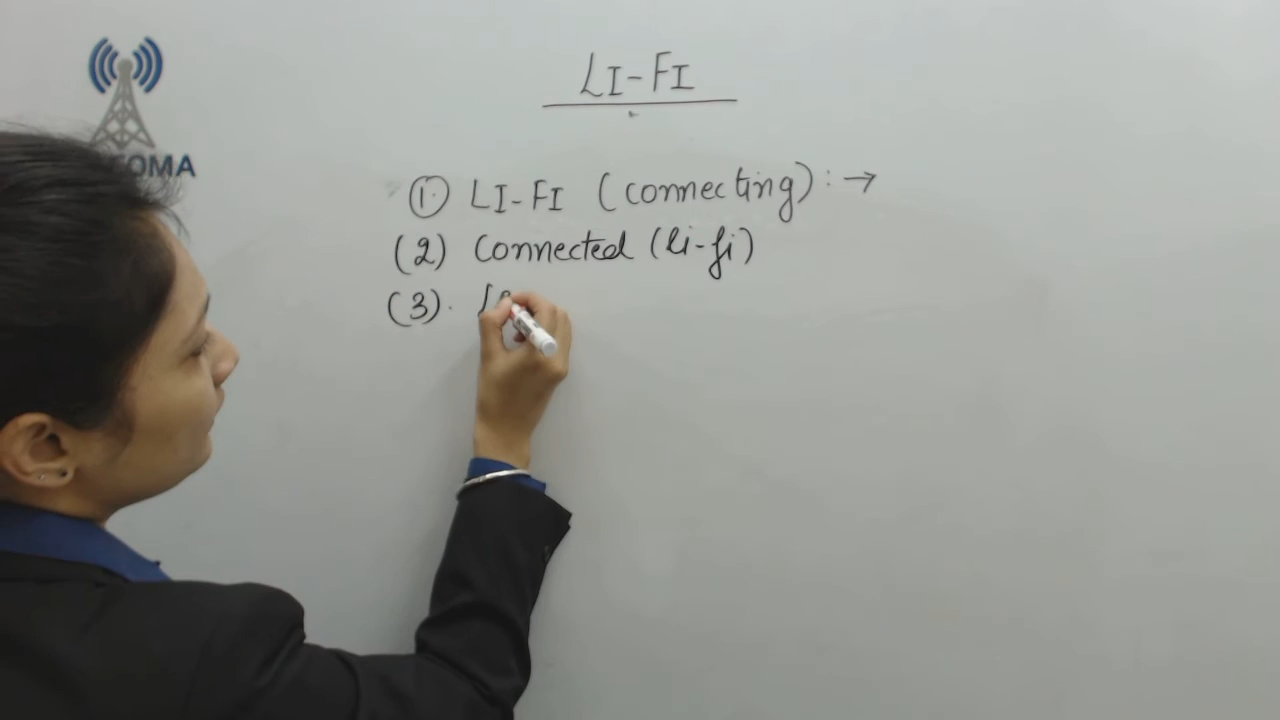 LI-FI
OMA
① LI-FI (connecting) : →
(2) Connected (li-fi)
(3).